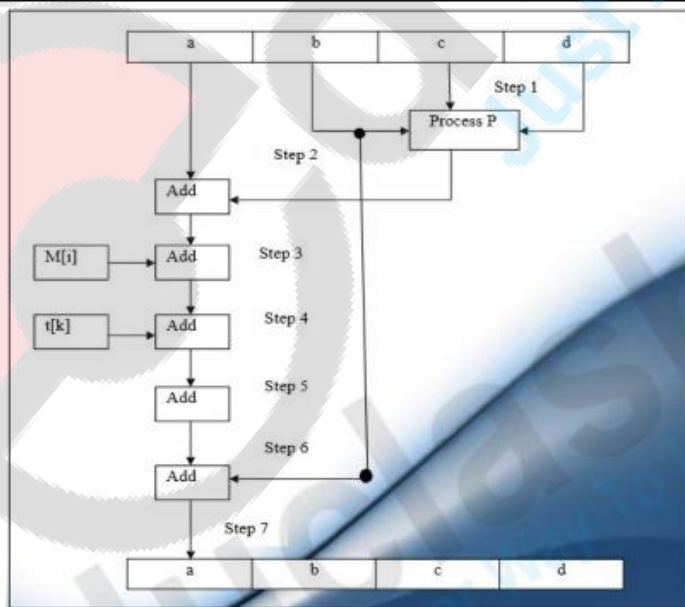 a b c d
Step 1
Process P
Step 2
Add
M[i] Add Step 3
t[k] Add Step 4
Add Step 5
Step 6
Add
Step 7
a b c d